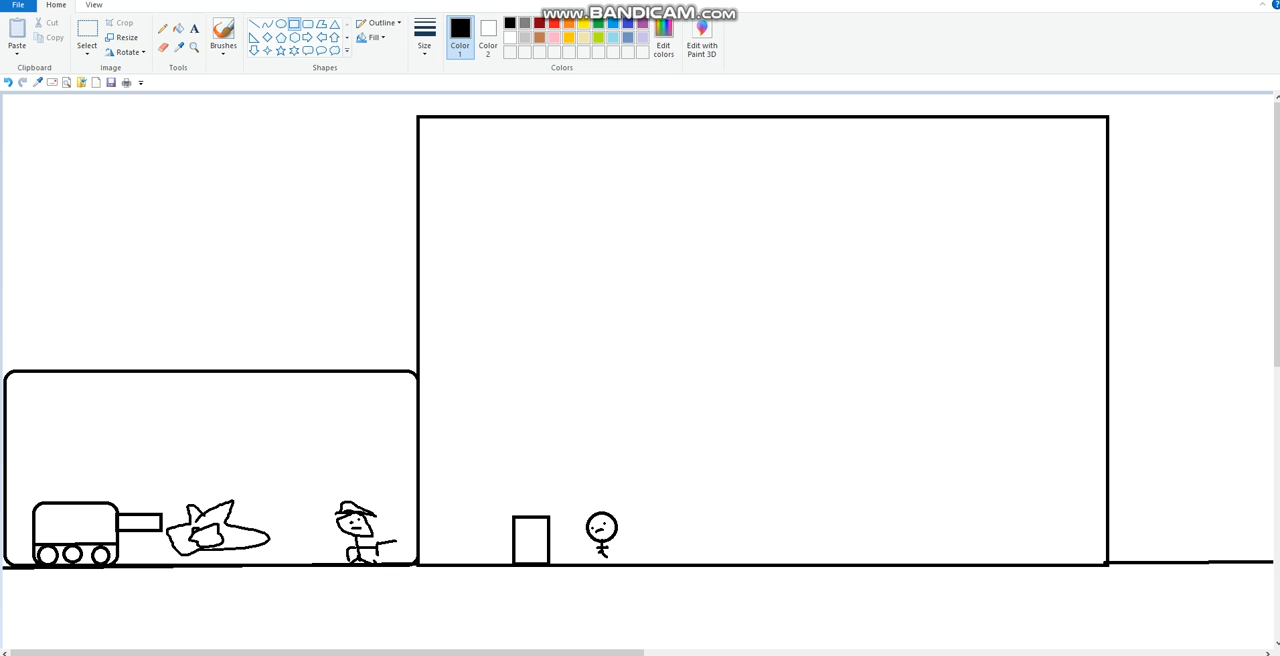 File Home View
www.BANDICAM.com
Cut
Copy
Paste
Clipboard
Select
Crop
Resize
Rotate
Image
A
Tools
Brushes
Outline
Fill
Shapes
Size
Color
1
Color
2
Edit
colors
Colors
Edit with
Paint 3D